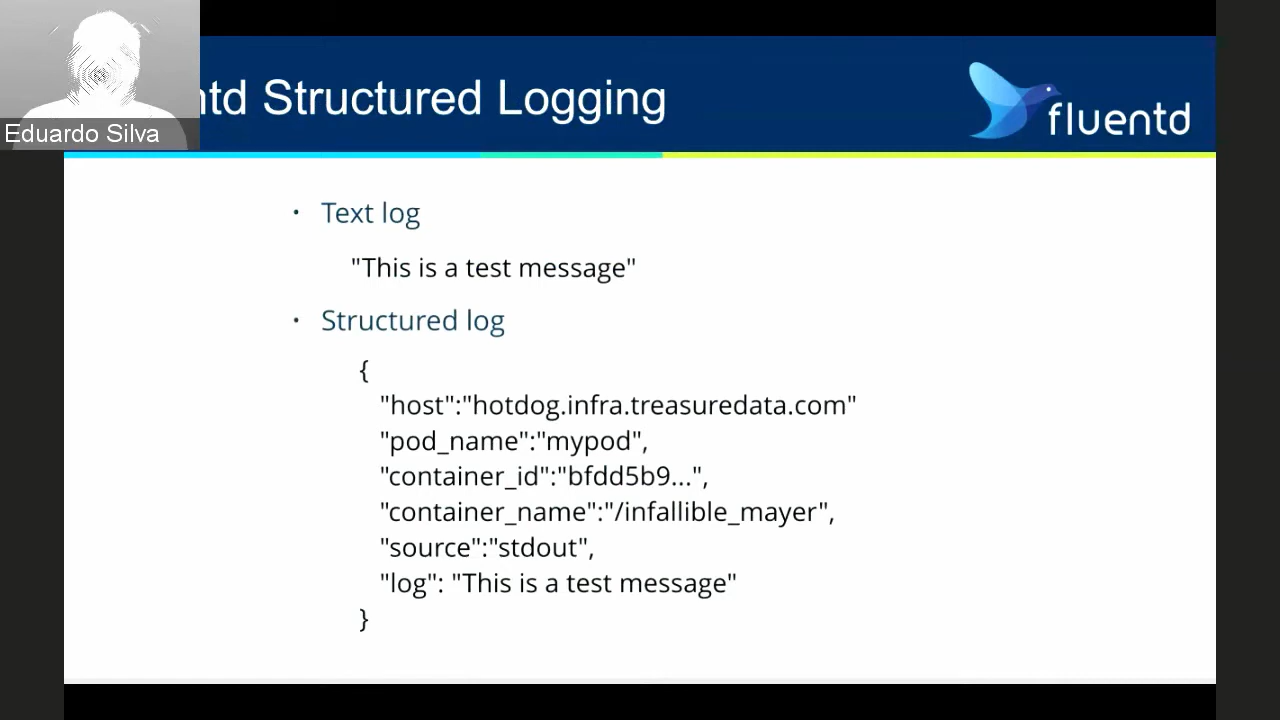 Eduardo Silva
ntd Structured Logging
fluentd
• Text log
"This is a test message"
• Structured log
{
"host":"hotdog.infra.treasuredata.com"
"pod_name":"mypod",
"container_id":"bfdd5b9...",
"container_name":"/infallible_mayer",
"source":"stdout",
"log": "This is a test message"
}